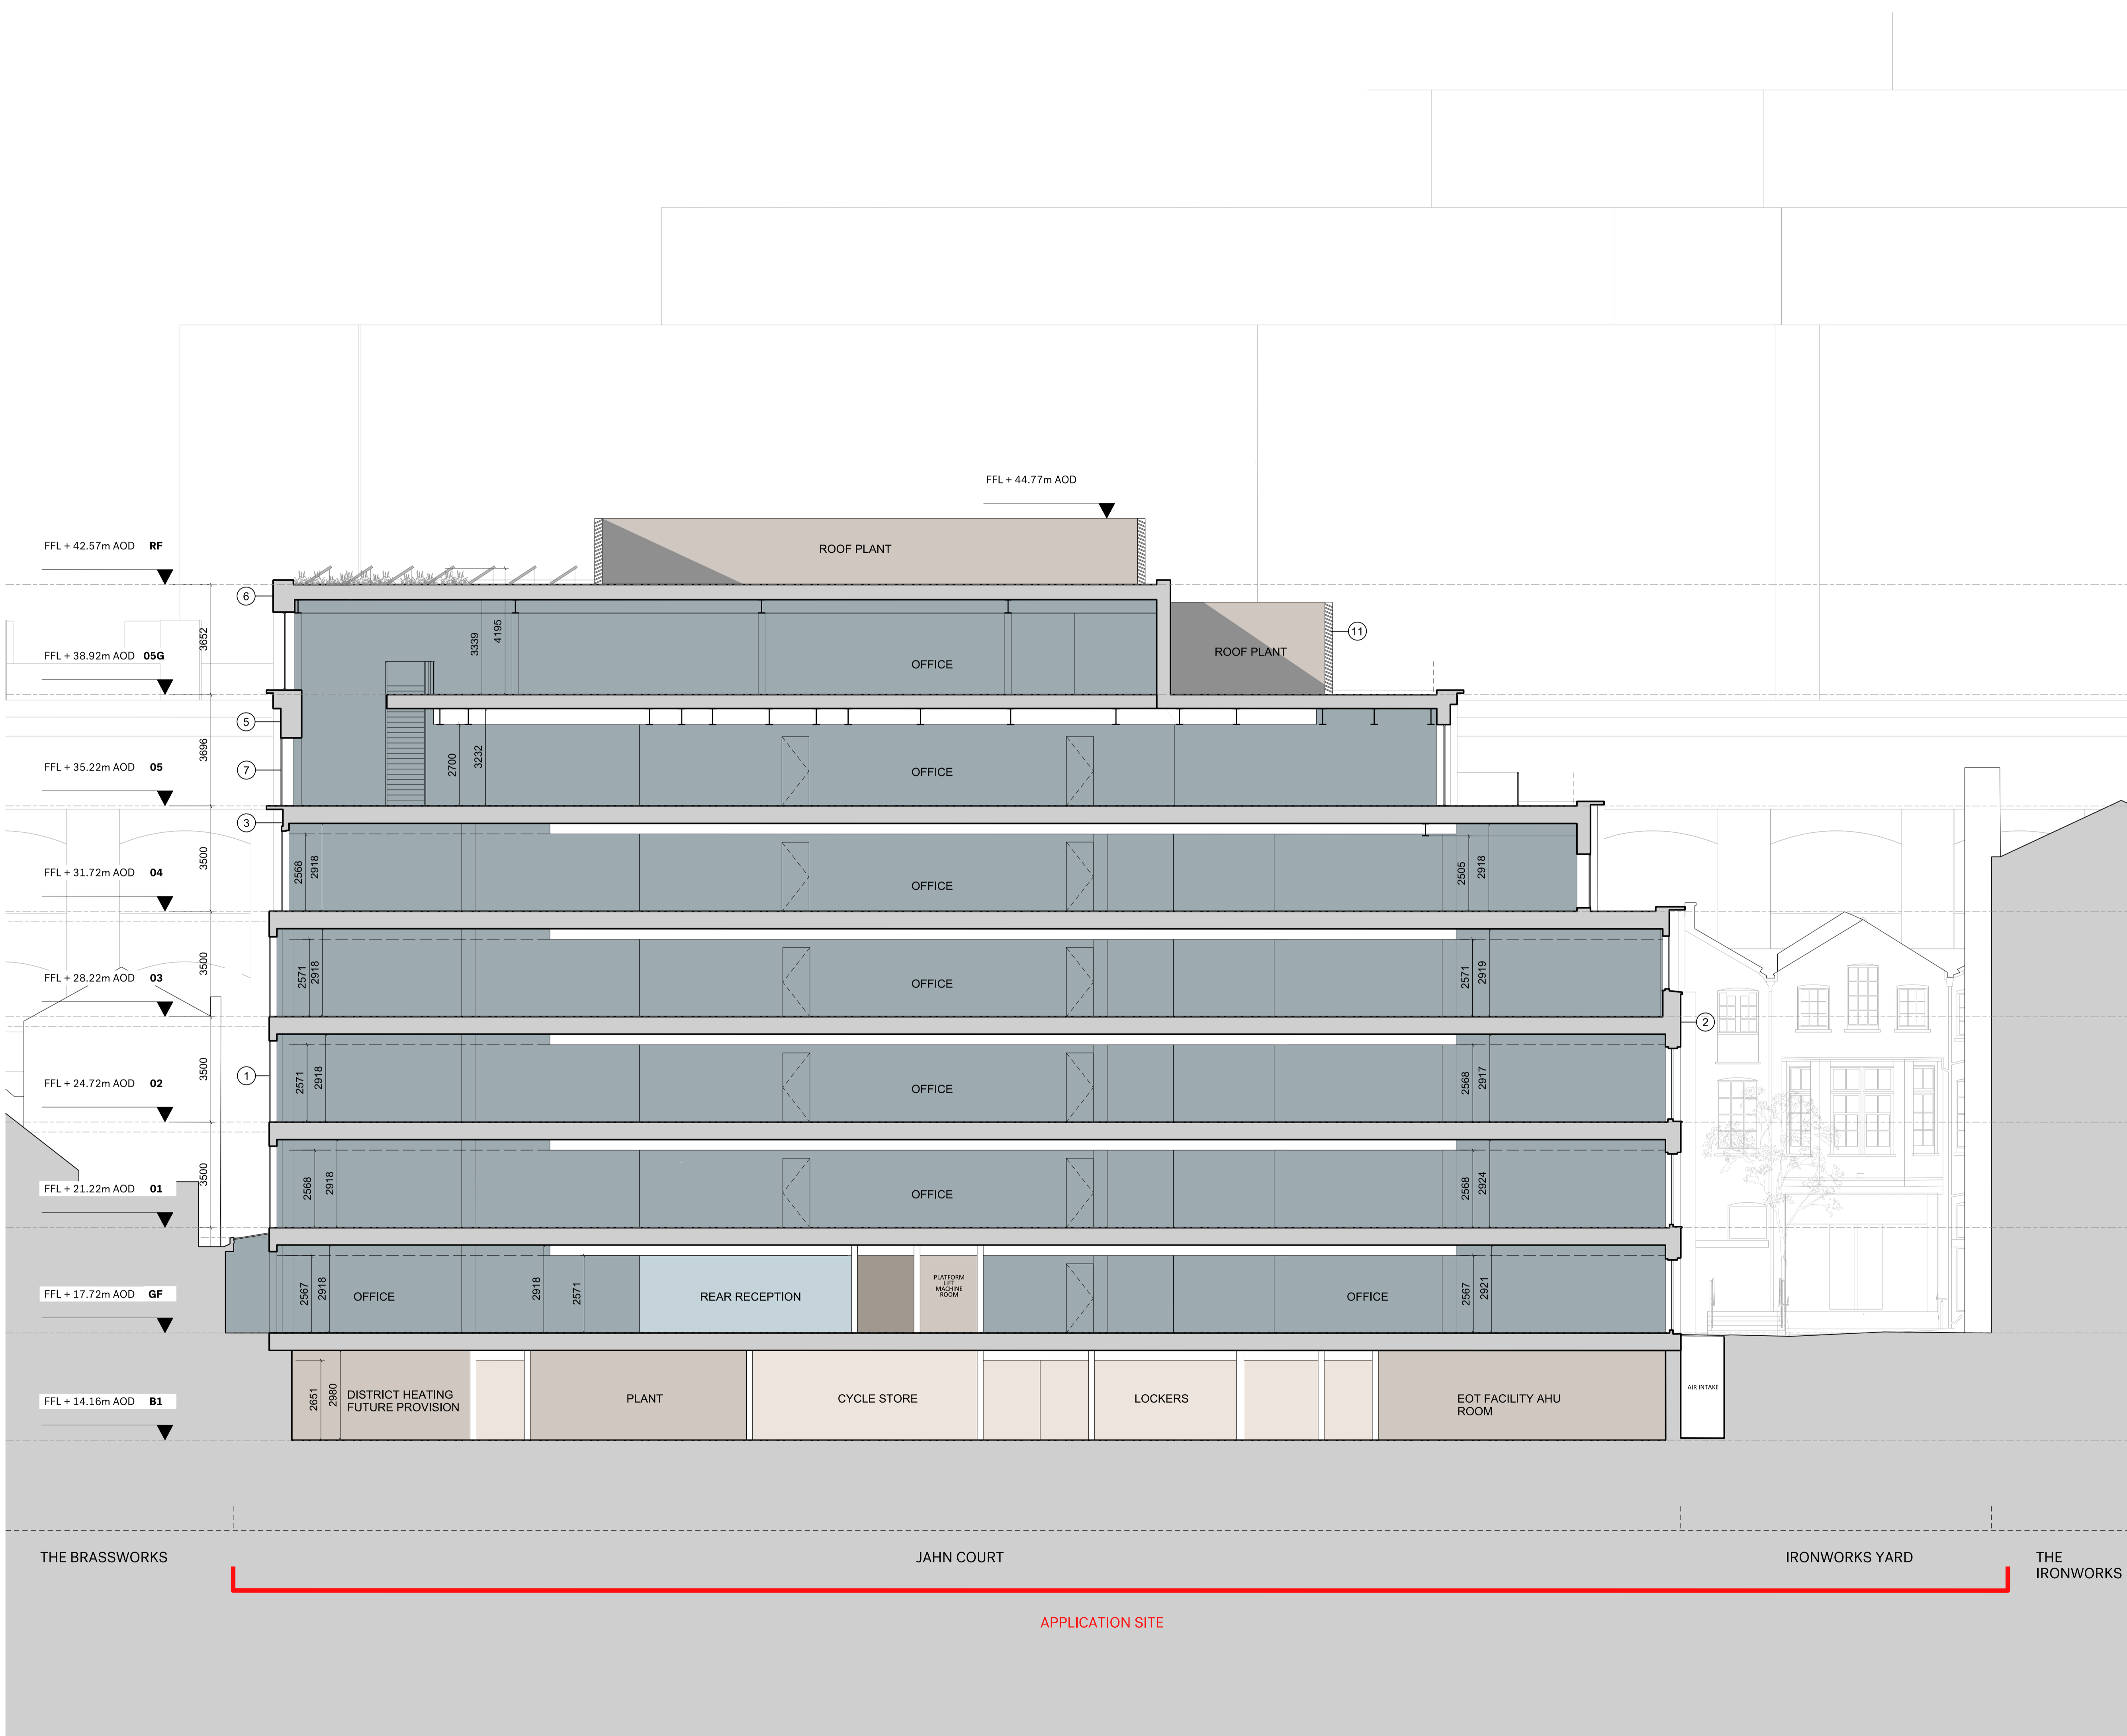 FFL + 44.77m AOD
FFL + 42.57m AOD RF
ROOF PLANT
6
3652
3339
4195
11
ROOF PLANT
FFL + 38.92m AOD 05G
OFFICE
5
3696
2700
3232
FFL + 35.22m AOD 05
7
OFFICE
3
3500
2568
2918
2505
2918
FFL + 31.72m AOD 04
OFFICE
3500
2571
2918
2571
2919
FFL + 28.22m AOD 03
OFFICE
2
3500
1
2571
2918
2568
2917
FFL + 24.72m AOD 02
OFFICE
3500
2568
2918
2568
2924
FFL + 21.22m AOD 01
OFFICE
2567
2918
2918
2571
2567
2921
PLATFORM
LIFT
MACHINE
ROOM
FFL + 17.72m AOD GF
OFFICE
REAR RECEPTION
OFFICE
2651
2980
DISTRICT HEATING
FUTURE PROVISION
PLANT
CYCLE STORE
LOCKERS
EOT FACILITY AHU
ROOM
AIR INTAKE
FFL + 14.16m AOD B1
THE BRASSWORKS
JAHN COURT
IRONWORKS YARD
THE
IRONWORKS
APPLICATION SITE